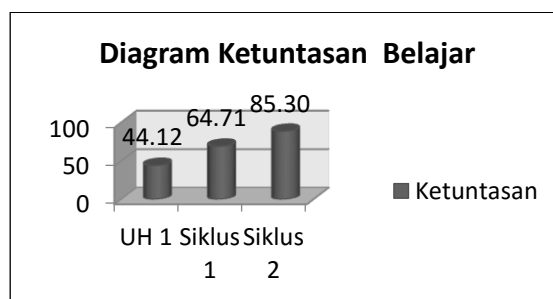 Diagram Ketuntasan Belajar
85.30
64.71
44.12
100
50
0
UH 1 Siklus Siklus
1 2
Ketuntasan